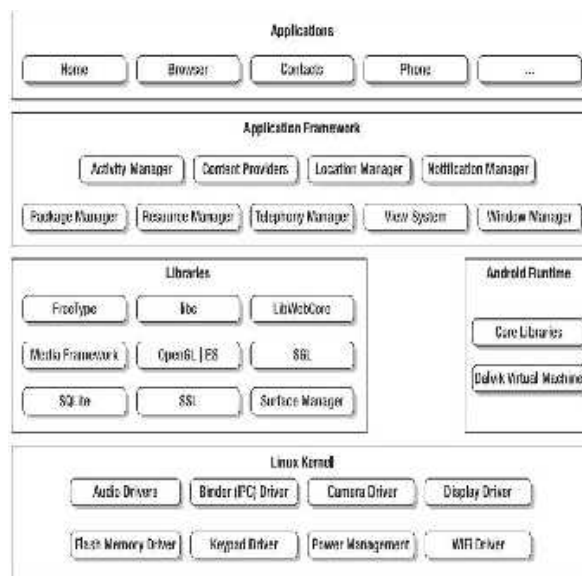 Applications
Home Browser Contacts Phone ...
Application Framework
Activity Manager Content Providers Location Manager Notification Manager
Package Manager Resource Manager Telephony Manager View System Window Manager
Libraries Android Runtime
FreeType libc LibWebCore
Core Libraries
Media Framework OpenGL | ES SGL
Dalvik Virtual Machine
SQLite SSL Surface Manager
Linux Kernel
Audio Drivers Binder (IPC) Driver Camera Driver Display Driver
Flash Memory Driver Keypad Driver Power Management WiFi Driver